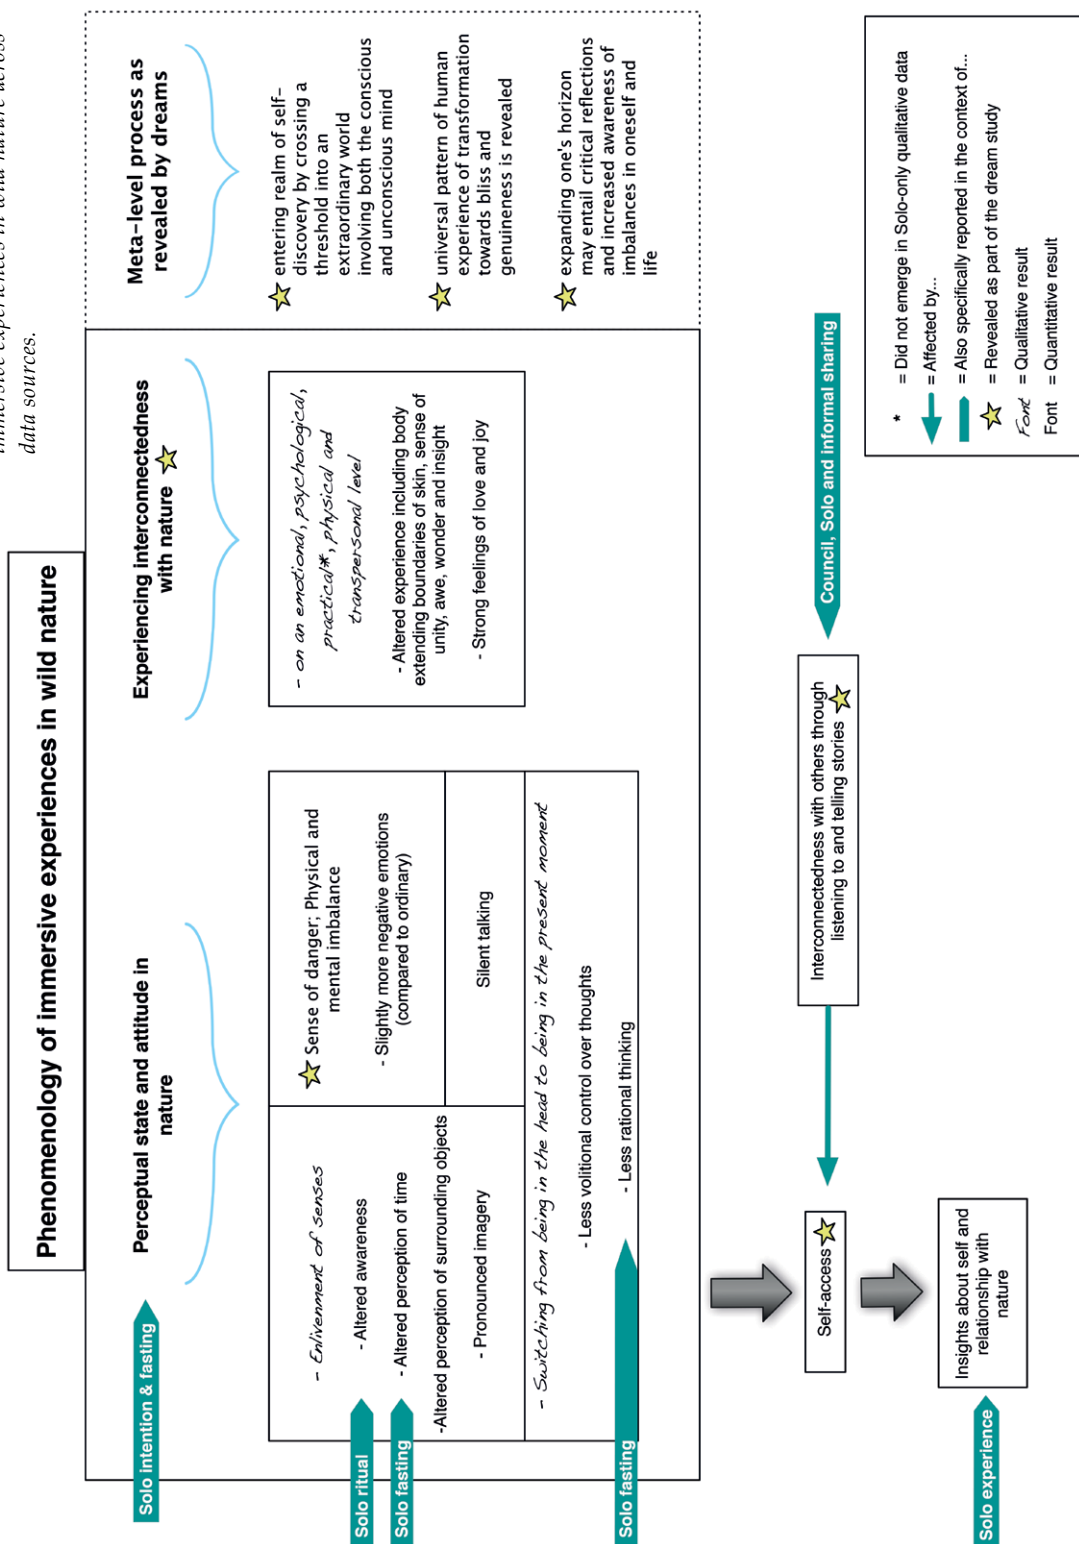 immersive experiences in wild nature across
data sources.
Phenomenology of immersive experiences in wild nature
Solo intention & fasting
Perceptual state and attitude in
nature
Experiencing interconnectedness
with nature
Meta-level process as
revealed by dreams
- Enlivenment of senses
Solo ritual
- Altered awareness
Solo fasting
- Altered perception of time
-Altered perception of surrounding objects
- Pronounced imagery
Sense of danger; Physical and
mental imbalance
- Slightly more negative emotions
(compared to ordinary)
Silent talking
- Switching from being in the head to being in the present moment
- Less volitional control over thoughts
Solo fasting
- Less rational thinking
- on an emotional, psychological,
practical*, physical and
transpersonal level
- Altered experience including body
extending boundaries of skin, sense of
unity, awe, wonder and insight
- Strong feelings of love and joy
entering realm of self-
discovery by crossing a
threshold into an
extraordinary world
involving both the conscious
and unconscious mind
universal pattern of human
experience of transformation
towards bliss and
genuineness is revealed
expanding one's horizon
may entail critical reflections
and increased awareness of
imbalances in oneself and
life
Self-access
Interconnectedness with others through
listening to and telling stories
Council, Solo and informal sharing
Solo experience
Insights about self and
relationship with
nature
* = Did not emerge in Solo-only qualitative data
= Affected by...
= Also specifically reported in the context of...
= Revealed as part of the dream study
Font = Qualitative result
Font = Quantitative result